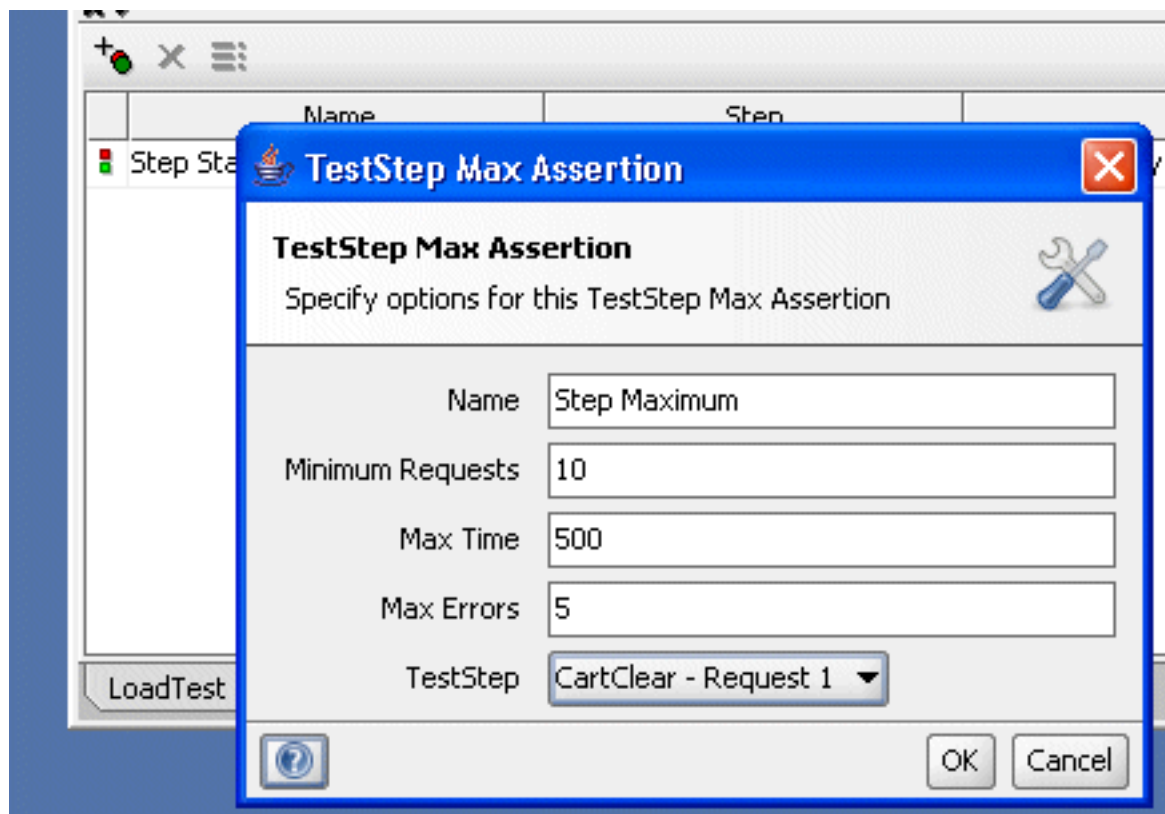 Name Step
Step Sta
TestStep Max Assertion
TestStep Max Assertion
Specify options for this TestStep Max Assertion
Name Step Maximum
Minimum Requests 10
Max Time 500
Max Errors 5
TestStep CartClear - Request 1
LoadTest
OK Cancel